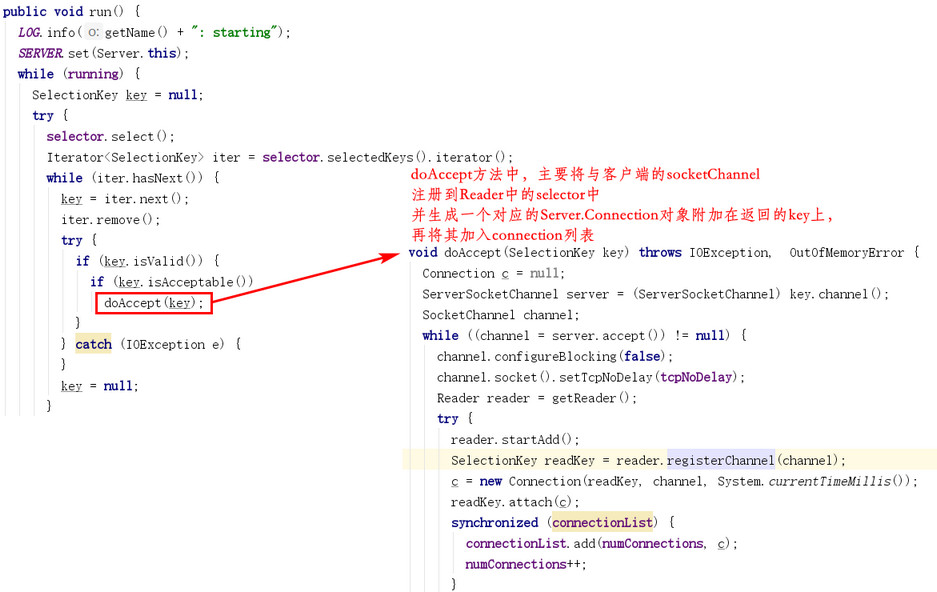 public void run() {
LOG.info( o: getName() + ": starting");
SERVER.set(Server.this);
while (running) {
SelectionKey key = null;
try {
selector.select();
Iterator<SelectionKey> iter = selector.selectedKeys().iterator();
while (iter.hasNext()) {
key = iter.next();
iter.remove();
try {
if (key.isValid()) {
if (key.isAcceptable())
doAccept(key);
}
} catch (IOException e) {
}
key = null;
}
doAccept方法中，主要将与客户端的socketChannel
注册到Reader中的selector中
并生成一个对应的Server.Connection对象附加在返回的key上，
再将其加入connection列表
void doAccept(SelectionKey key) throws IOException, OutOfMemoryError {
Connection c = null;
ServerSocketChannel server = (ServerSocketChannel) key.channel();
SocketChannel channel;
while ((channel = server.accept()) != null) {
channel.configureBlocking(false);
channel.socket().setTcpNoDelay(tcpNoDelay);
Reader reader = getReader();
try {
reader.startAdd();
SelectionKey readKey = reader.registerChannel(channel);
c = new Connection(readKey, channel, System.currentTimeMillis());
readKey.attach(c);
synchronized (connectionList) {
connectionList.add(numConnections, c);
numConnections++;
}